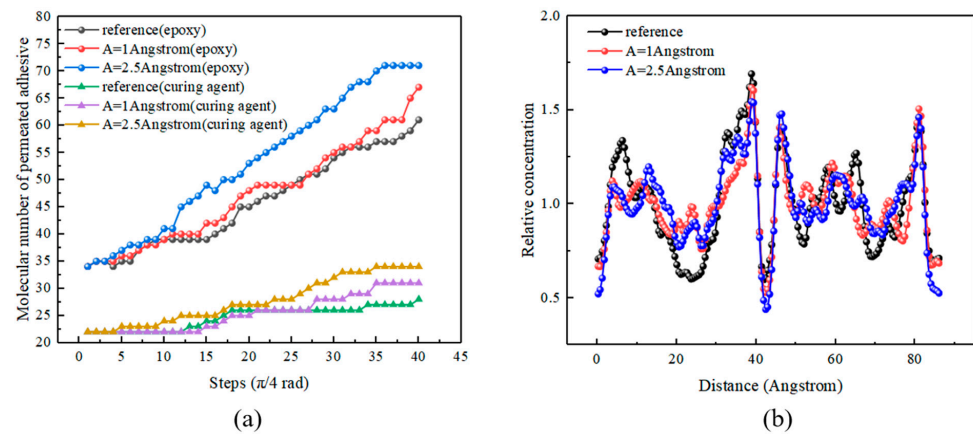 (a)
reference(epoxy)
A=1Angstrom(epoxy)
A=2.5Angstrom(epoxy)
reference(curing agent)
A=1Angstrom(curing agent)
A=2.5Angstrom(curing agent)
Molecular number of permeated adhesive
80
75
70
65
60
55
50
45
40
35
30
25
20
0 5 10 15 20 25 30 35 40 45
Steps (π/4 rad)
(a)
(b)
reference
A=1Angstrom
A=2.5Angstrom
Relative concentration
2.0
1.5
1.0
0.5
0 20 40 60 80
Distance (Angstrom)
(b)